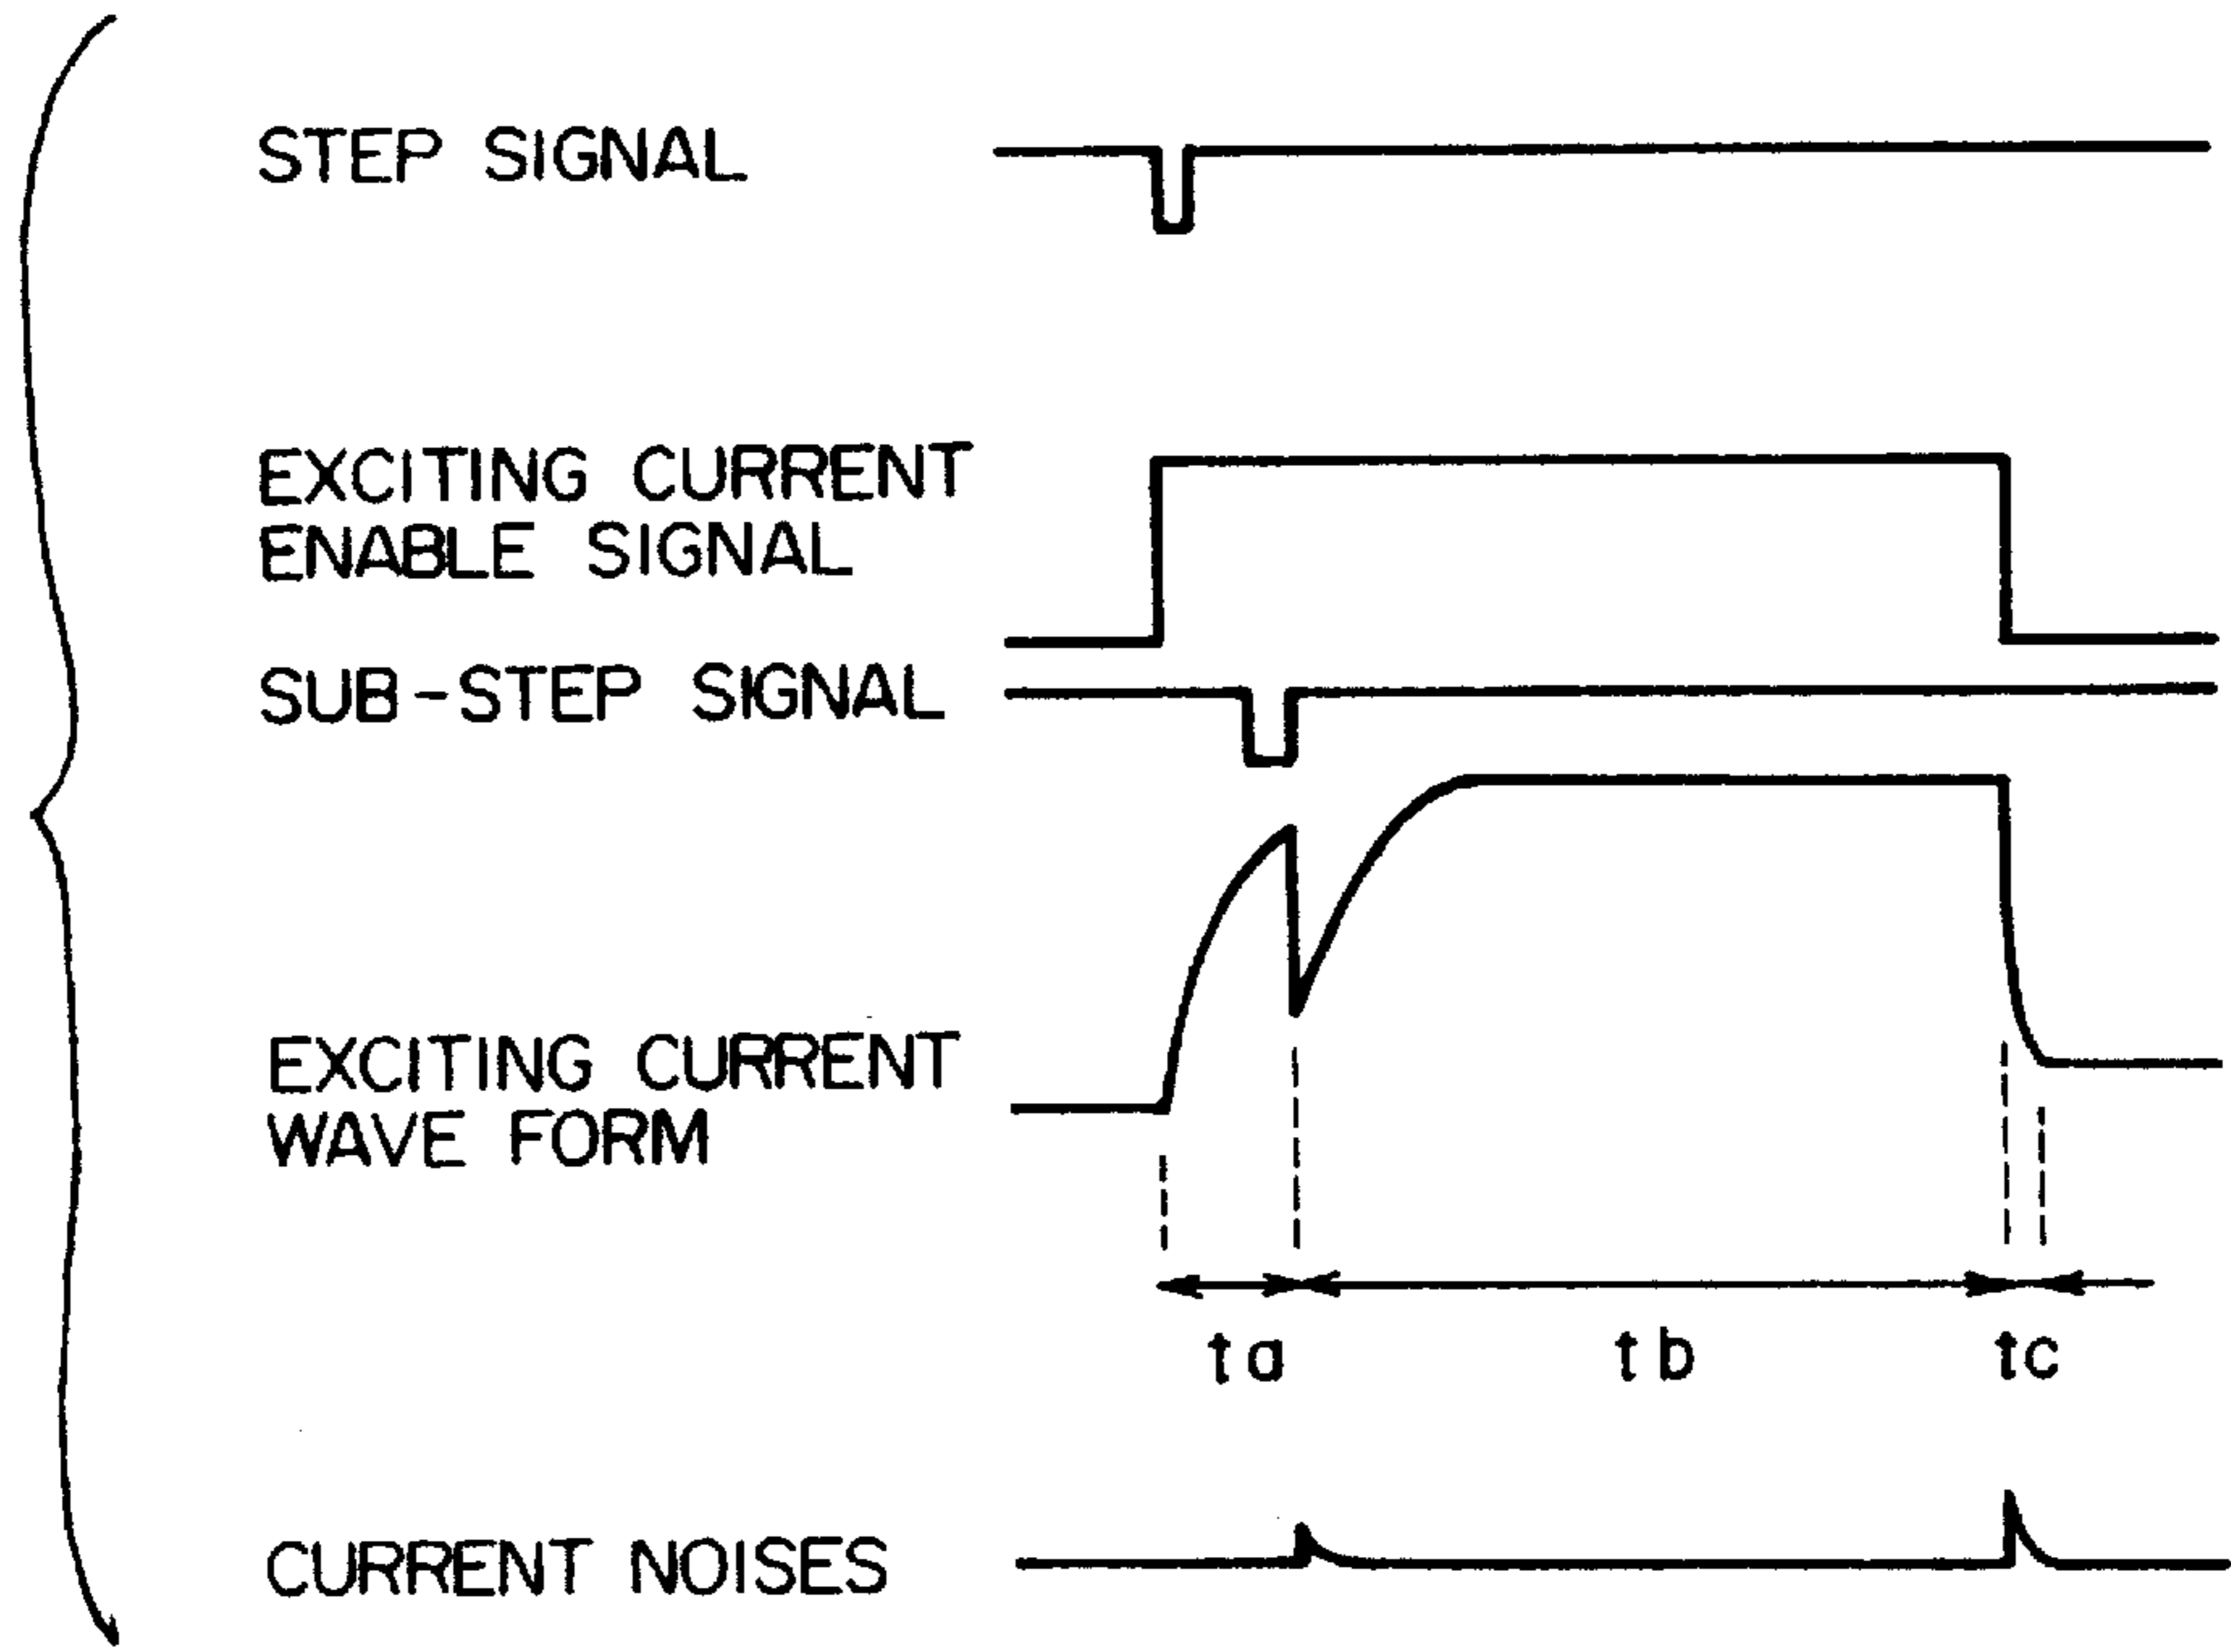 STEP SIGNAL
EXCITING CURRENT
ENABLE SIGNAL
SUB-STEP SIGNAL
EXCITING CURRENT
WAVE FORM
ta tb tc
CURRENT NOISES